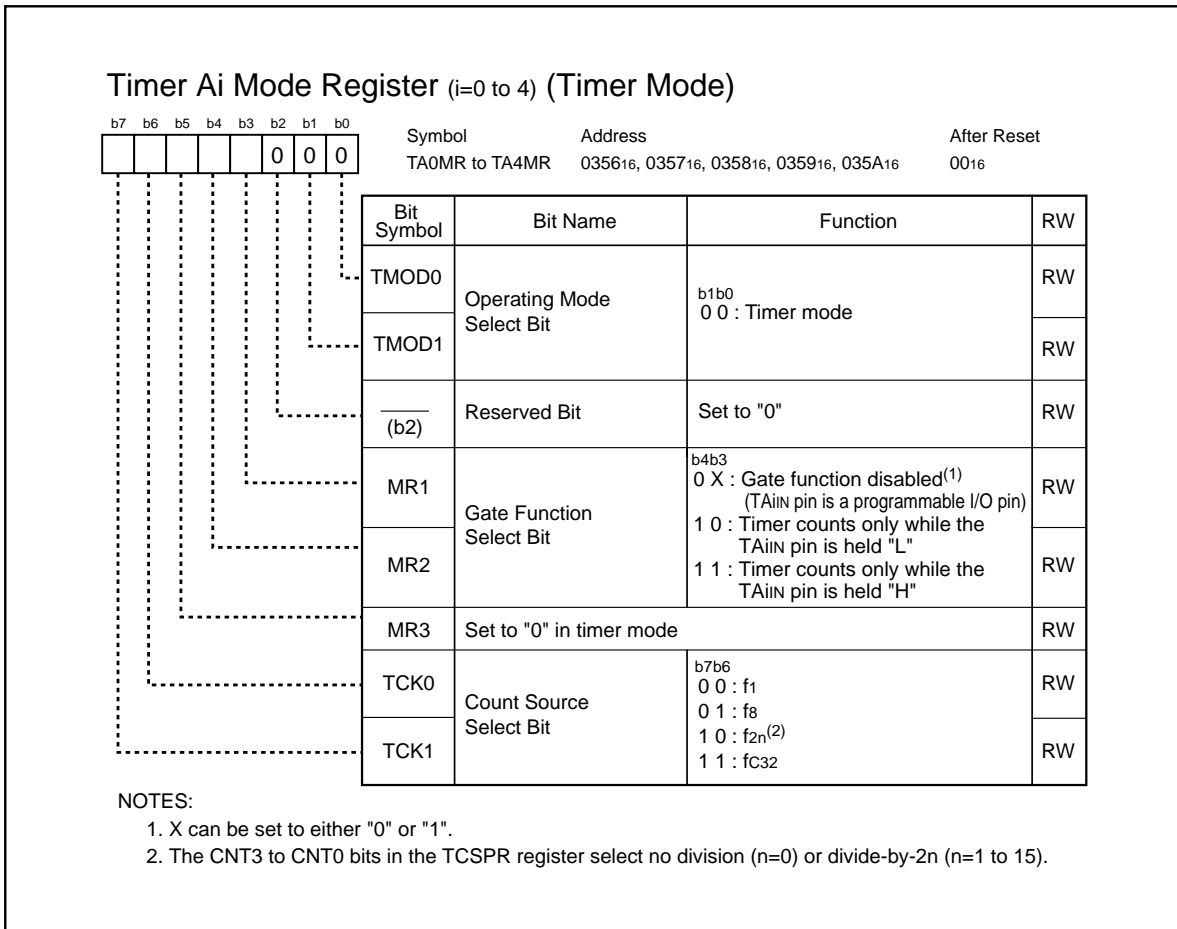 Timer Ai Mode Register (i=0 to 4) (Timer Mode)
b7 b6 b5 b4 b3 b2 b1 b0
0 0 0
Symbol Address After Reset
TA0MR to TA4MR 035616, 035716, 035816, 035916, 035A16 0016
Bit Symbol Bit Name Function RW
TMOD0 RW
Operating Mode Select Bit
b1b0
0 0 : Timer mode
TMOD1 RW
(b2) Reserved Bit Set to "0" RW
MR1 RW
Gate Function Select Bit
b4b3
0 X : Gate function disabled(1)
(TAiIN pin is a programmable I/O pin)
1 0 : Timer counts only while the
TAiIN pin is held "L"
1 1 : Timer counts only while the
TAiIN pin is held "H"
MR2 RW
MR3 Set to "0" in timer mode RW
TCK0 RW
Count Source Select Bit
b7b6
0 0 : f1
0 1 : f8
1 0 : f2n(2)
1 1 : fC32
TCK1 RW
NOTES:
1. X can be set to either "0" or "1".
2. The CNT3 to CNT0 bits in the TCSPR register select no division (n=0) or divide-by-2n (n=1 to 15).